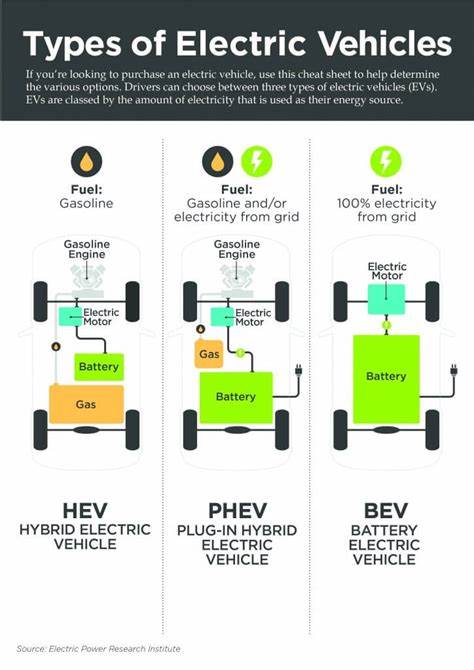 Types of Electric Vehicles
If you're looking to purchase an electric vehicle, use this cheat sheet to help determine
the various options. Drivers can choose between three types of electric vehicles (EVs).
EVs are classed by the amount of electricity that is used as their energy source.
Fuel:
Gasoline
Gasoline
Engine
Electric
Motor
Battery
Gas
HEV
HYBRID ELECTRIC
VEHICLE
Fuel:
Gasoline and/or
electricity from grid
Gasoline
Engine
Electric
Motor
Gas
Battery
PHEV
PLUG-IN HYBRID
ELECTRIC
VEHICLE
Fuel:
100% electricity
from grid
Electric
Motor
Battery
BEV
BATTERY
ELECTRIC
VEHICLE
Source: Electric Power Research Institute